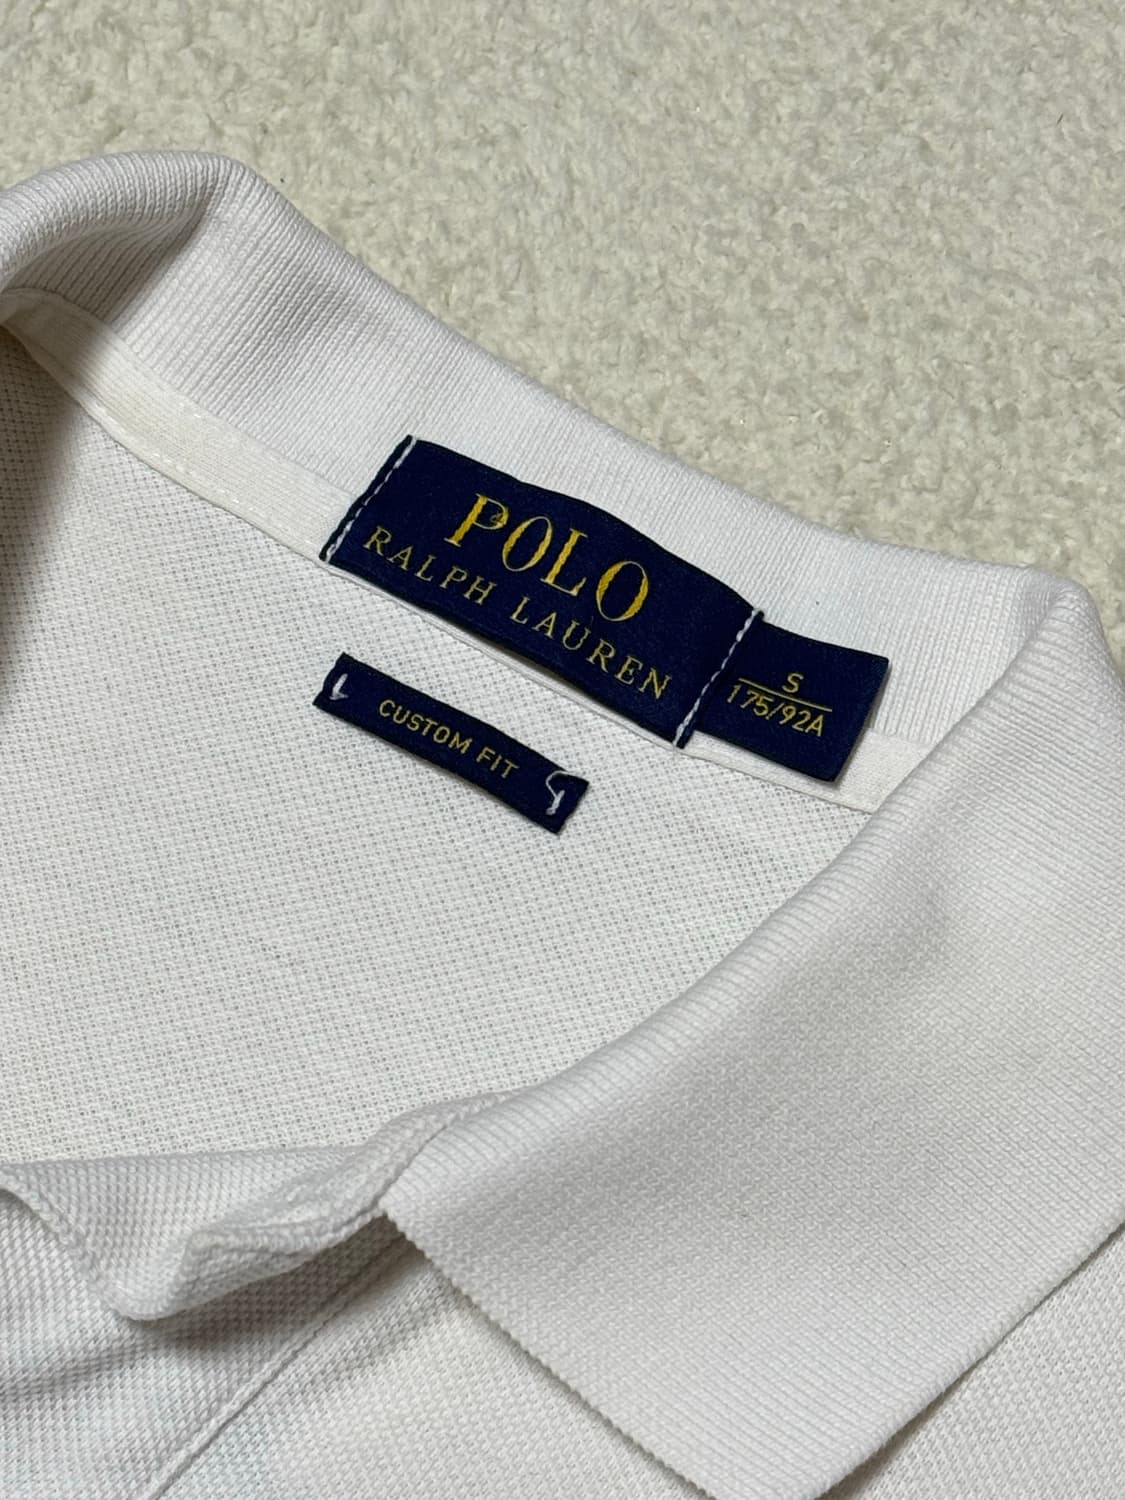 POLO
RALPH LAUREN
S
175/92A
CUSTOM FIT